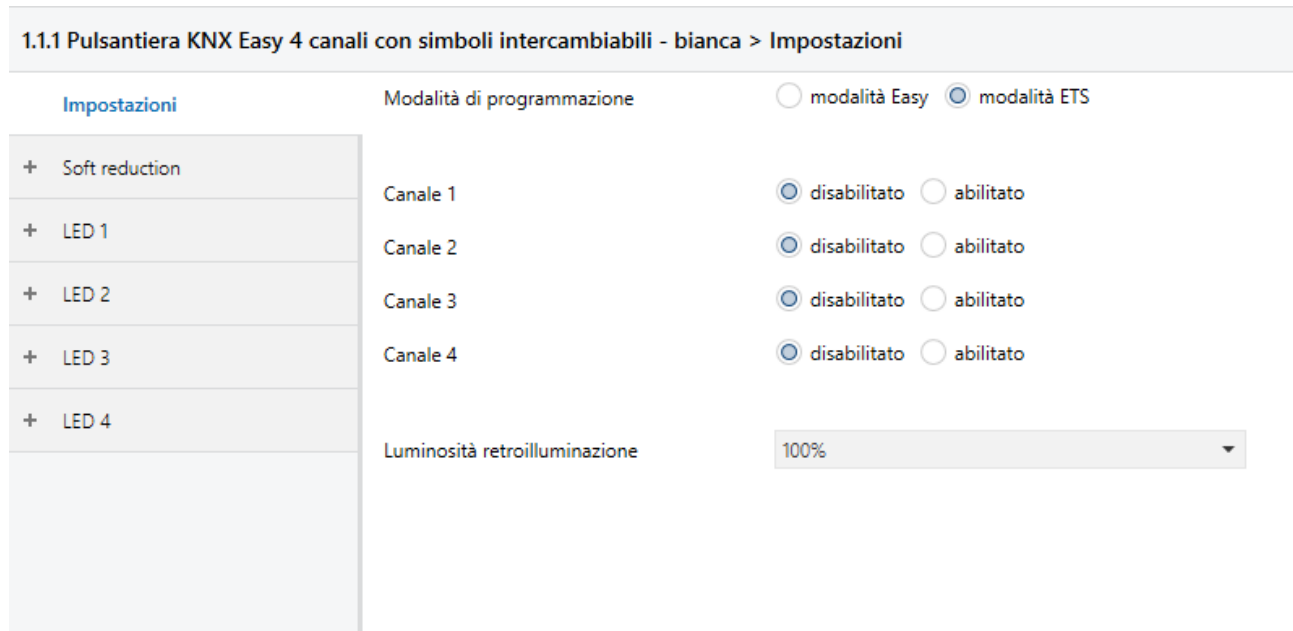 1.1.1 Pulsantiera KNX Easy 4 canali con simboli intercambiabili - bianca > Impostazioni
Impostazioni
+ Soft reduction
+ LED 1
+ LED 2
+ LED 3
+ LED 4
Modalità di programmazione modalità Easy modalità ETS
Canale 1 disabilitato abilitato
Canale 2 disabilitato abilitato
Canale 3 disabilitato abilitato
Canale 4 disabilitato abilitato
Luminosità retroilluminazione 100%